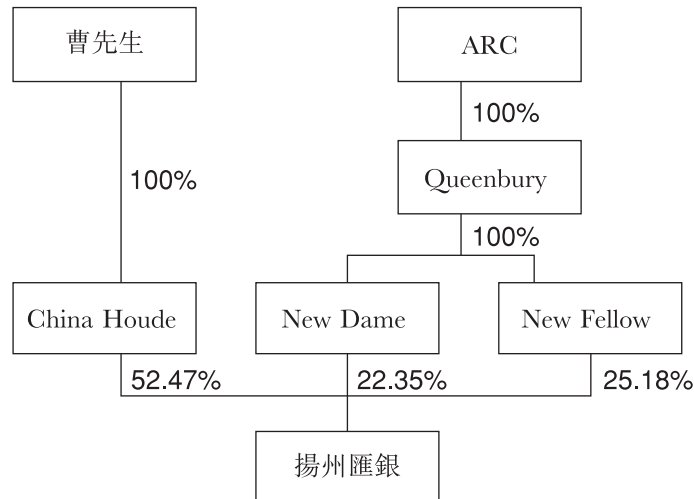 曹先生
ARC
100%
Queenbury
100%
100%
China Houde
New Dame
New Fellow
52.47%
22.35%
25.18%
揚州匯銀